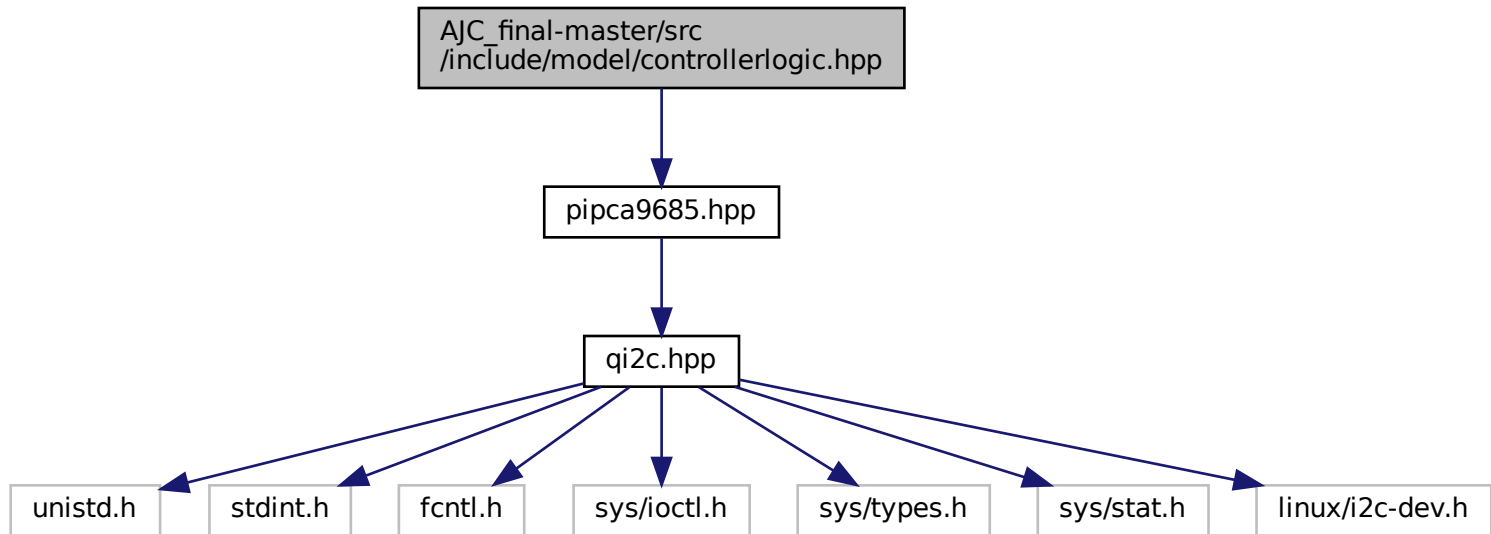 AJC_final-master/src
/include/model/controllerlogic.hpp
pipca9685.hpp
qi2c.hpp
unistd.h
stdint.h
fcntl.h
sys/ioctl.h
sys/types.h
sys/stat.h
linux/i2c-dev.h